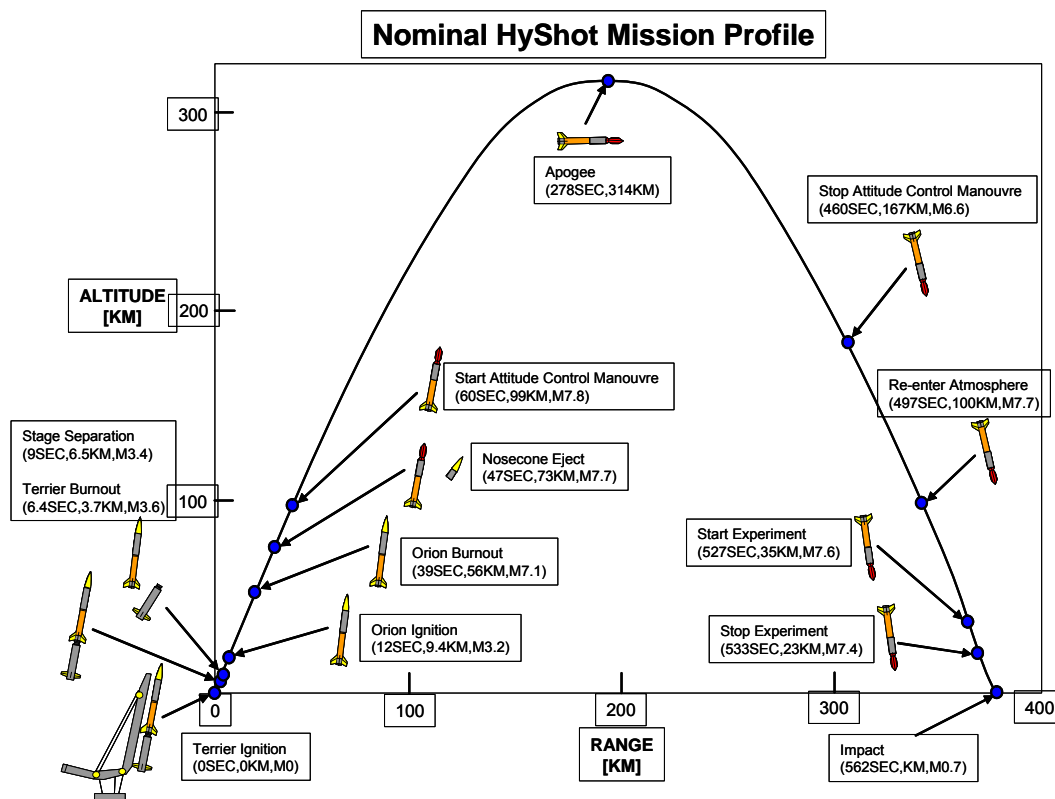 Nominal HyShot Mission Profile
300
Apogee
(278SEC,314KM)
Stop Attitude Control Manouvre
(460SEC,167KM,M6.6)
ALTITUDE
[KM]
200
Start Attitude Control Manouvre
(60SEC,99KM,M7.8)
Re-enter Atmosphere
(497SEC,100KM,M7.7)
Stage Separation
(9SEC,6.5KM,M3.4)
Terrier Burnout
(6.4SEC,3.7KM,M3.6)
100
Nosecone Eject
(47SEC,73KM,M7.7)
Start Experiment
(527SEC,35KM,M7.6)
Orion Burnout
(39SEC,56KM,M7.1)
Orion Ignition
(12SEC,9.4KM,M3.2)
Stop Experiment
(533SEC,23KM,M7.4)
0
100
200
300
400
Terrier Ignition
(0SEC,0KM,M0)
RANGE
[KM]
Impact
(562SEC,KM,M0.7)